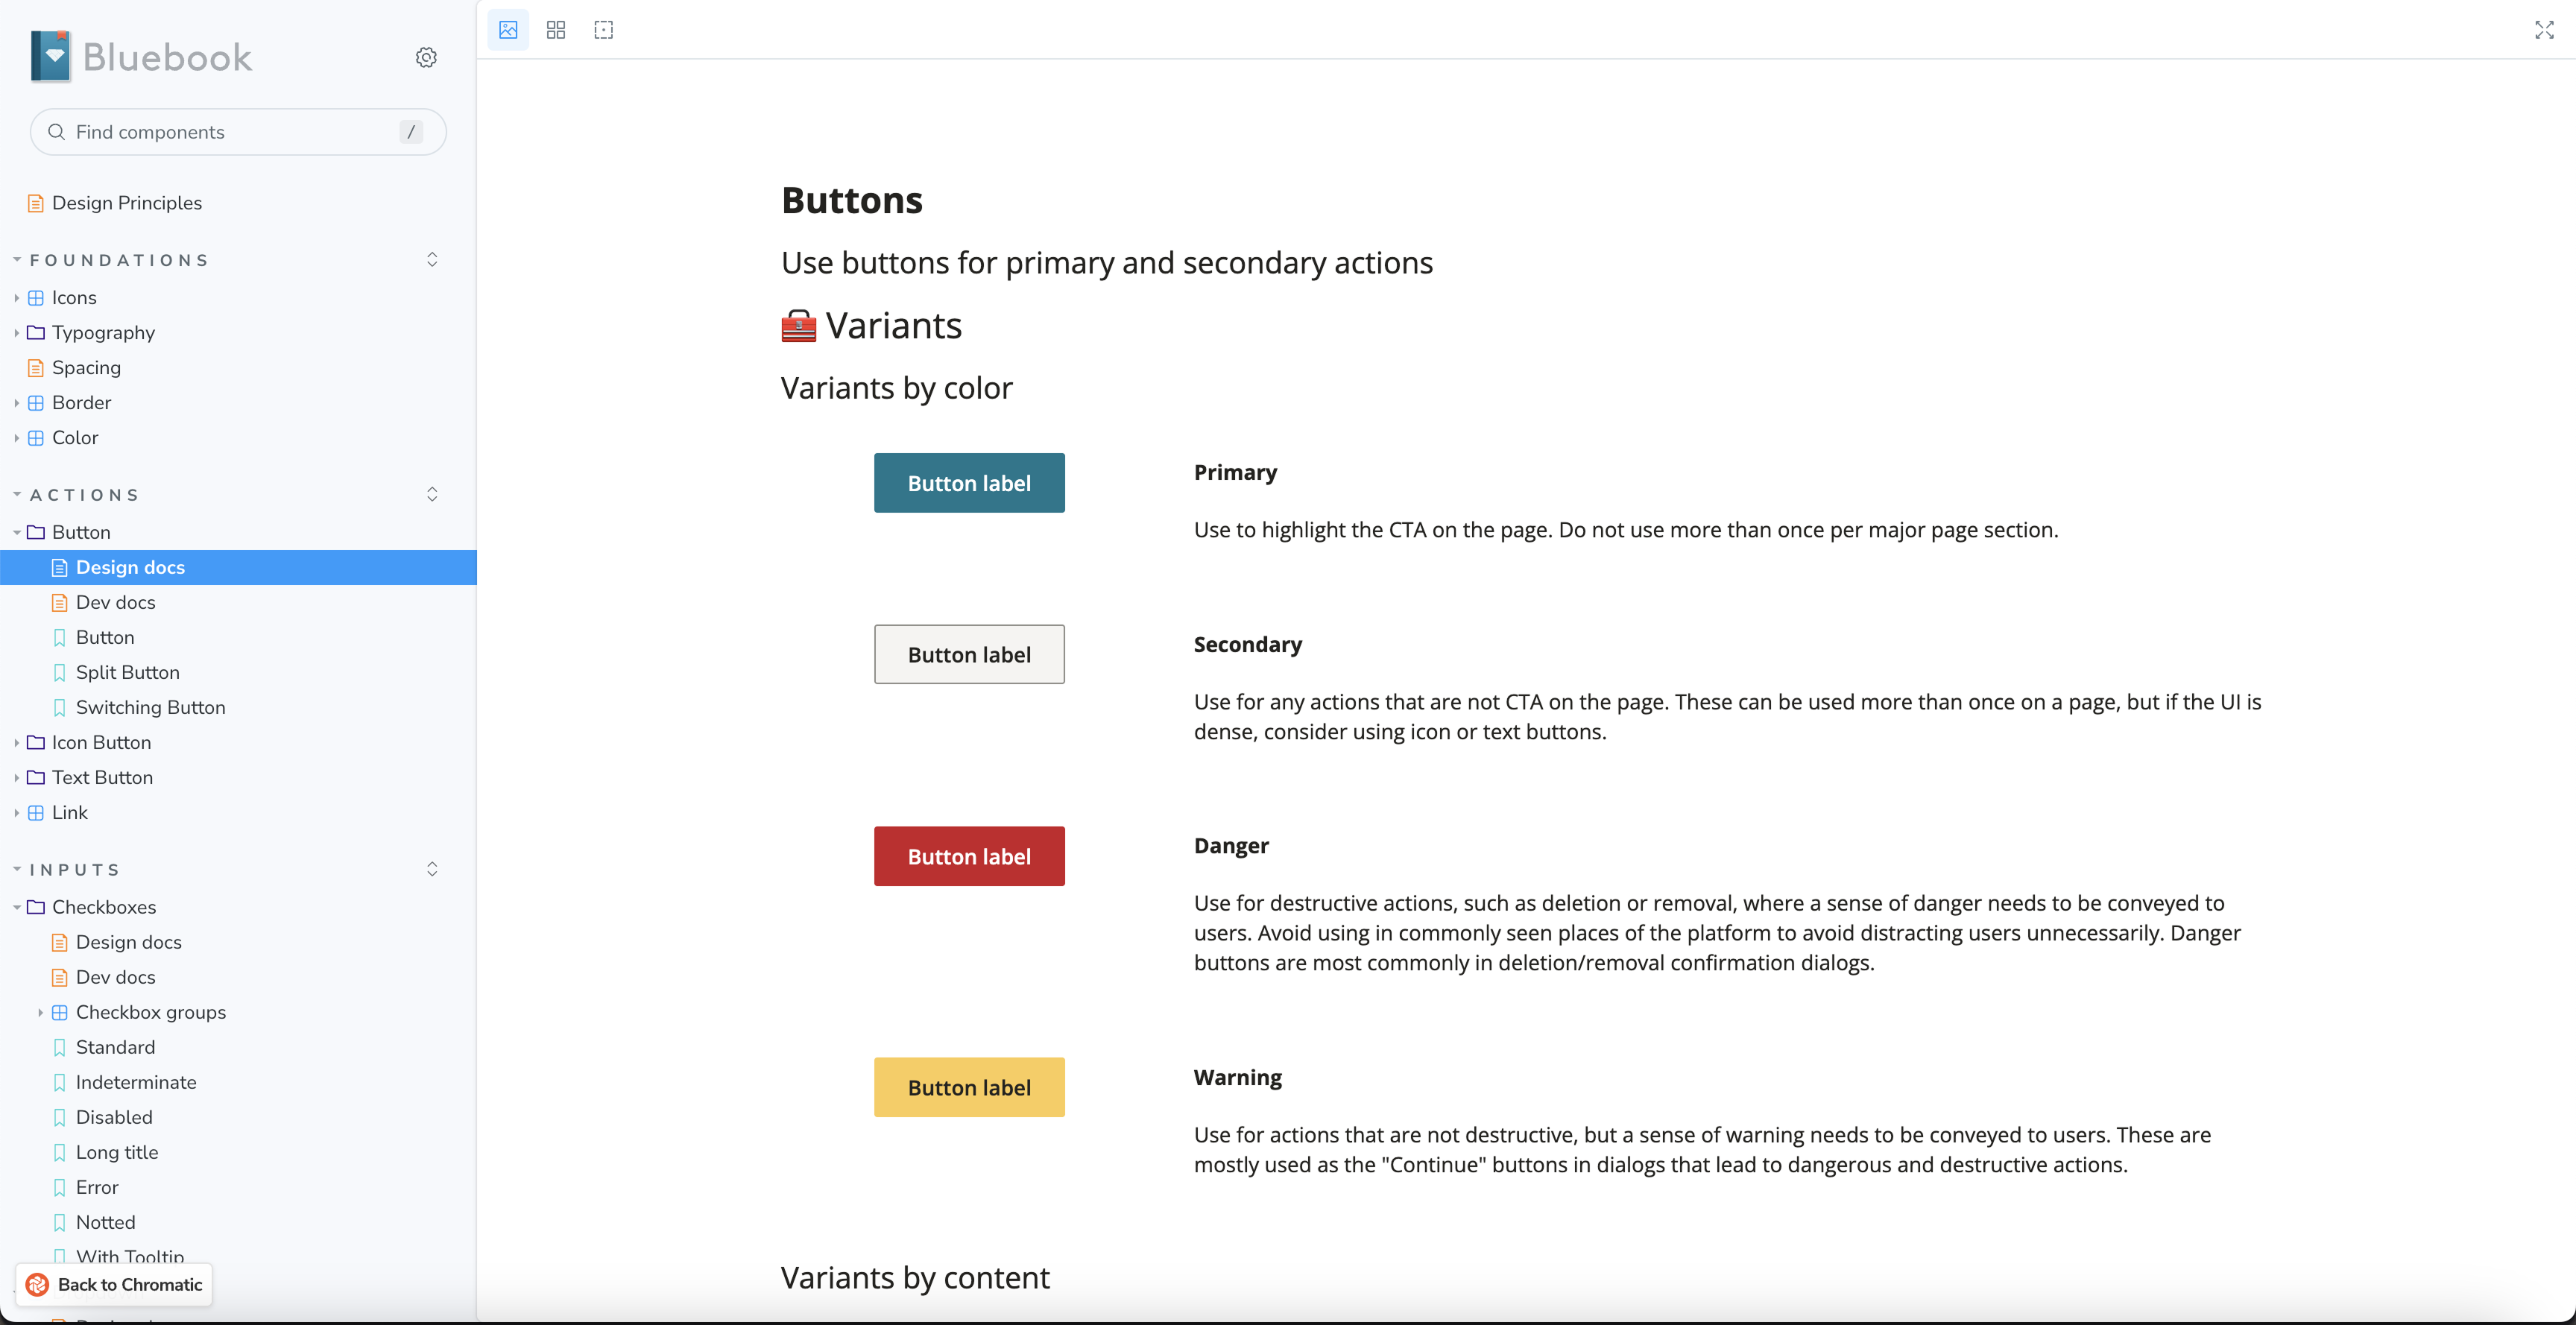 Bluebook
Find components
/
Design Principles
FOUNDATIONS
Icons
Typography
Spacing
Border
Color
ACTIONS
Button
Design docs
Dev docs
Button
Split Button
Switching Button
Icon Button
Text Button
Link
INPUTS
Checkboxes
Design docs
Dev docs
Checkbox groups
Standard
Indeterminate
Disabled
Long title
Error
Notted
With Tooltip
Back to Chromatic
Buttons
Use buttons for primary and secondary actions
Variants
Variants by color
Button label
Primary
Use to highlight the CTA on the page. Do not use more than once per major page section.
Button label
Secondary
Use for any actions that are not CTA on the page. These can be used more than once on a page, but if the UI is
dense, consider using icon or text buttons.
Button label
Danger
Use for destructive actions, such as deletion or removal, where a sense of danger needs to be conveyed to
users. Avoid using in commonly seen places of the platform to avoid distracting users unnecessarily. Danger
buttons are most commonly in deletion/removal confirmation dialogs.
Button label
Warning
Use for actions that are not destructive, but a sense of warning needs to be conveyed to users. These are
mostly used as the "Continue" buttons in dialogs that lead to dangerous and destructive actions.
Variants by content